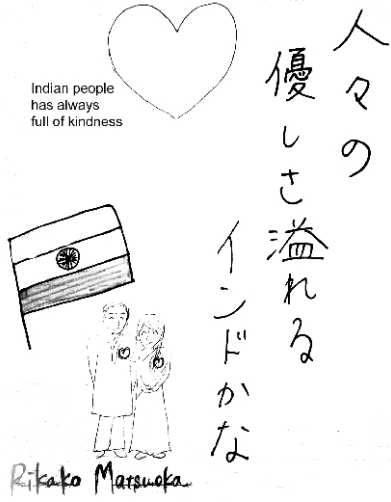 人々の
優しさ溢れる
インドかな
Indian people
has always
full of kindness
Rikako Matsuoka